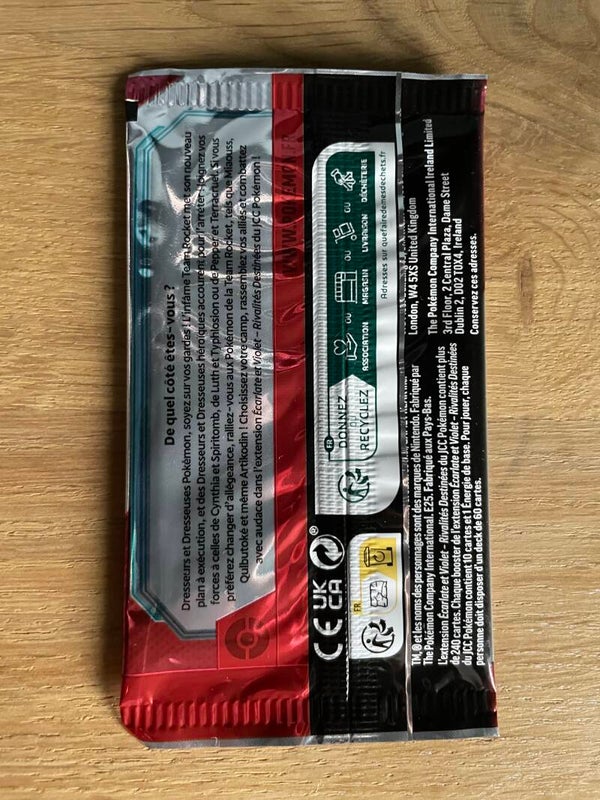 De quel côté êtes-vous ?
Dresseurs et Dresseuses Pokémon, soyez sur vos gardes ! L'infâme Team Rocket met son nouveau
plan à exécution, et des Dresseurs et Dresseuses héroïques accourent pour l'arrêter ! Joignez vos
forces à celles de Cynthia et Spiritomb, de Luth et Typhlosion ou de Pepper et Terracruel. Si vous
préférez changer d'allégeance, ralliez-vous aux Pokémon de la Team Rocket, tels que Miaouss,
Qulbutoké et même Artikodin ! Choisissez votre camp, rassemblez vos alliés et combattez
avec audace dans l'extension Écarlate et Violet – Rivalités Destinées du JCC Pokémon !
WWW.POKEMON.FR
CE UK CA ®
FR
FR
DONNEZ
OU
RECYCLEZ
ASSOCIATION OU MAGASIN OU LIVRAISON OU DÉCHÈTERIE
Adresses sur quefairedemesdechets.fr
TM, ® et les noms des personnages sont des marques de Nintendo. Fabriqué par
The Pokémon Company International. E25. Fabriqué aux Pays-Bas.
L'extension Écarlate et Violet – Rivalités Destinées du JCC Pokémon contient plus
de 240 cartes. Chaque booster de l'extension Écarlate et Violet – Rivalités Destinées
du JCC Pokémon contient 10 cartes et 1 Énergie de base. Pour jouer, chaque
personne doit disposer d'un deck de 60 cartes.
London, W4 5XS United Kingdom
The Pokémon Company International Ireland Limited
3rd Floor, 2 Central Plaza, Dame Street
Dublin 2, D02 T0X4, Ireland
Conservez ces adresses.